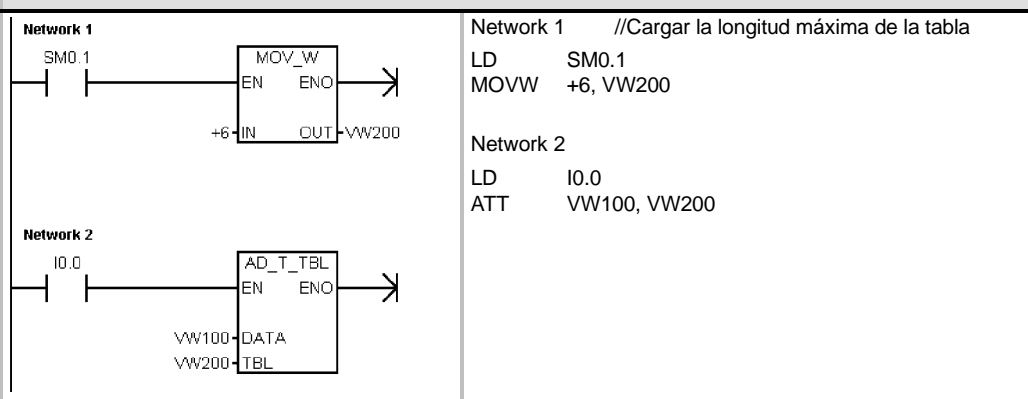 Network 1
SM0.1
MOV_W
EN ENO
+6 IN OUT VW200
Network 2
I0.0
AD_T_TBL
EN ENO
VW100 DATA
VW200 TBL
Network 1 //Cargar la longitud máxima de la tabla
LD SM0.1
MOVW +6, VW200
Network 2
LD I0.0
ATT VW100, VW200